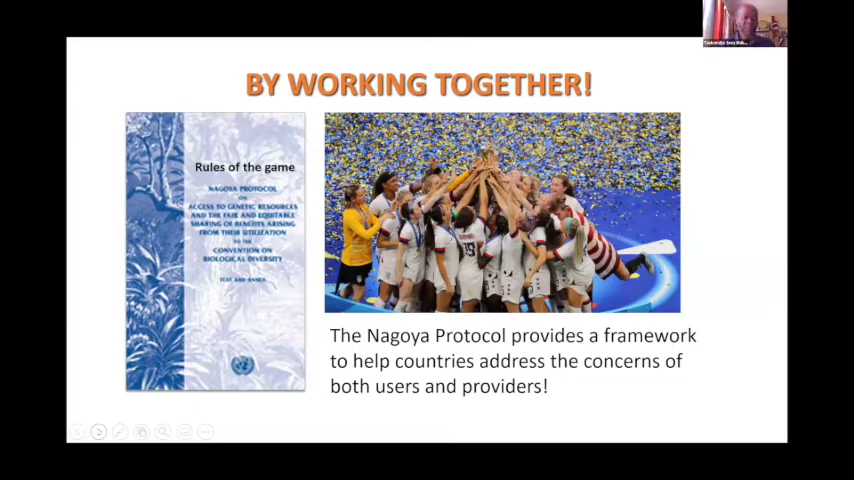 BY WORKING TOGETHER!
Rules of the game
NAGOYA PROTOCOL
ON
ACCESS TO GENETIC RESOURCES
AND THE FAIR AND EQUITABLE
SHARING OF BENEFITS ARISING
FROM THEIR UTILIZATION
TO THE
CONVENTION ON
BIOLOGICAL DIVERSITY
TEXT AND ANNEX
The Nagoya Protocol provides a framework
to help countries address the concerns of
both users and providers!